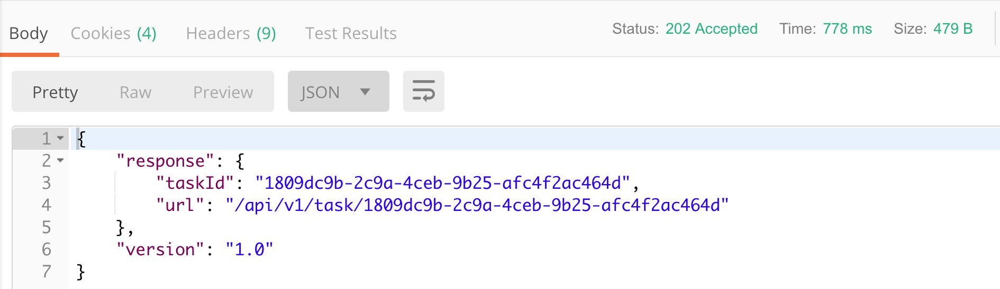 Body Cookies (4) Headers (9) Test Results Status: 202 Accepted Time: 778 ms Size: 479 B
Pretty Raw Preview JSON
1 {
2 "response": {
3 "taskId": "1809dc9b-2c9a-4ceb-9b25-afc4f2ac464d",
4 "url": "/api/v1/task/1809dc9b-2c9a-4ceb-9b25-afc4f2ac464d"
5 },
6 "version": "1.0"
7 }